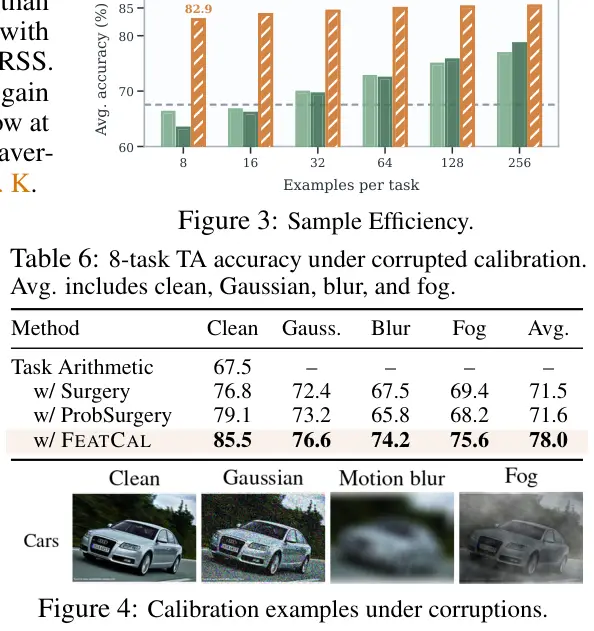 than
with
RSS.
gain
ow at
aver-
. K.
85
80
70
60
Avg. accuracy (%)
82.9
8 16 32 64 128 256
Examples per task
Figure 3: Sample Efficiency.
Table 6: 8-task TA accuracy under corrupted calibration.
Avg. includes clean, Gaussian, blur, and fog.
Method Clean Gauss. Blur Fog Avg.
Task Arithmetic 67.5 – – – –
w/ Surgery 76.8 72.4 67.5 69.4 71.5
w/ ProbSurgery 79.1 73.2 65.8 68.2 71.6
w/ FEATCAL 85.5 76.6 74.2 75.6 78.0
Clean Gaussian Motion blur Fog
Cars
Figure 4: Calibration examples under corruptions.